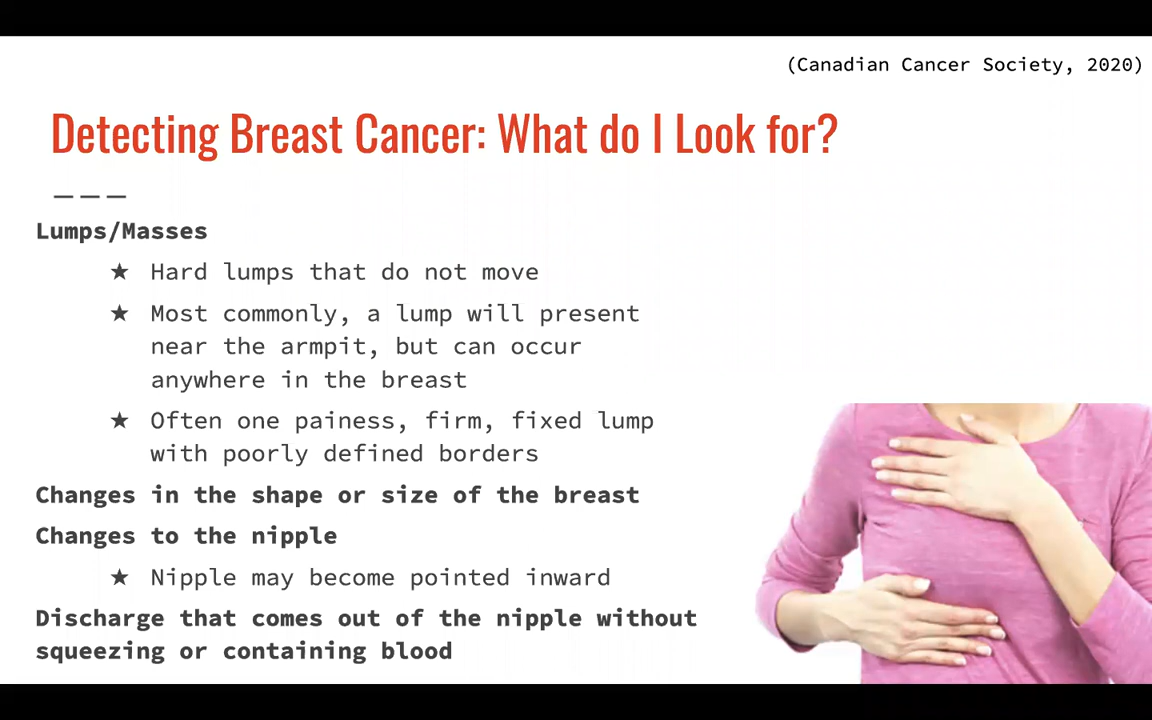 (Canadian Cancer Society, 2020)
Detecting Breast Cancer: What do I Look for?
Lumps/Masses
★ Hard lumps that do not move
★ Most commonly, a lump will present
near the armpit, but can occur
anywhere in the breast
★ Often one painess, firm, fixed lump
with poorly defined borders
Changes in the shape or size of the breast
Changes to the nipple
★ Nipple may become pointed inward
Discharge that comes out of the nipple without
squeezing or containing blood